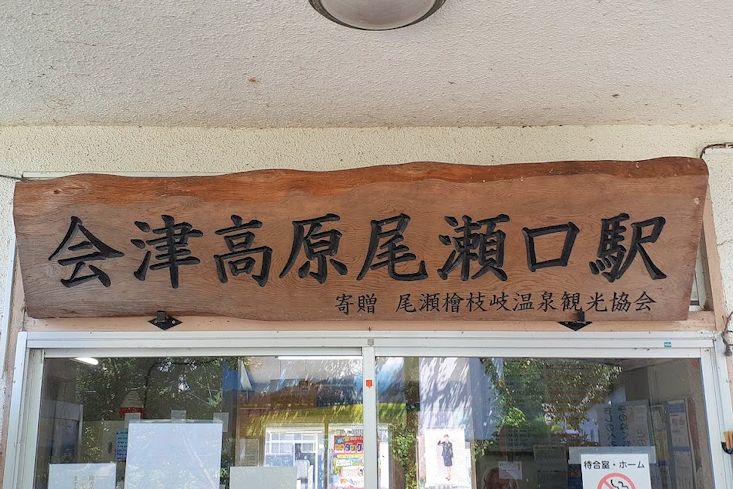 会津高原尾瀬口駅
寄贈 尾瀬檜枝岐温泉観光協会
待合室・ホーム